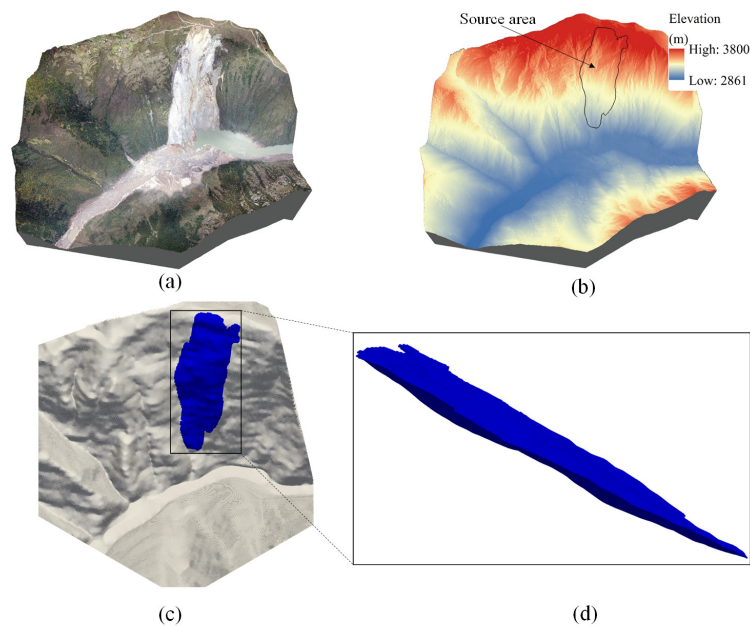 Source area
Elevation
(m)
High: 3800
Low: 2861
(a)
(b)
(c)
(d)